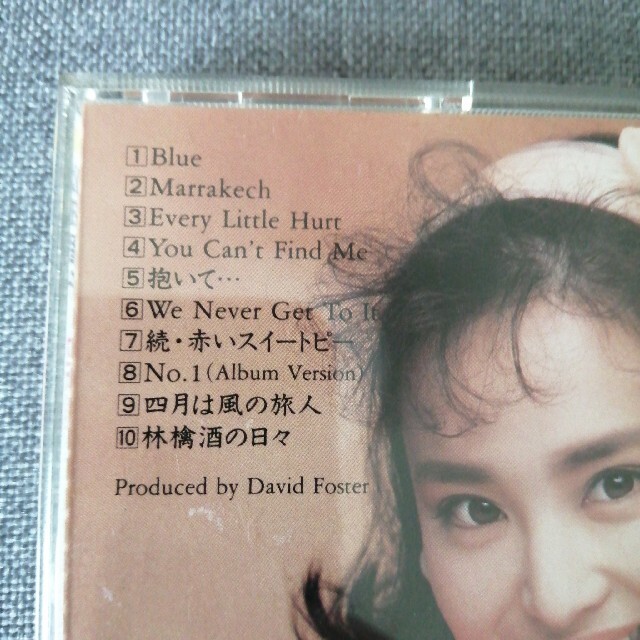 1 Blue
2 Marrakech
3 Every Little Hurt
4 You Can't Find Me
5 抱いて…
6 We Never Get To It
7 続・赤いスイートピー
8 No.1 (Album Version)
9 四月は風の旅人
10 林檎酒の日々
Produced by David Foster